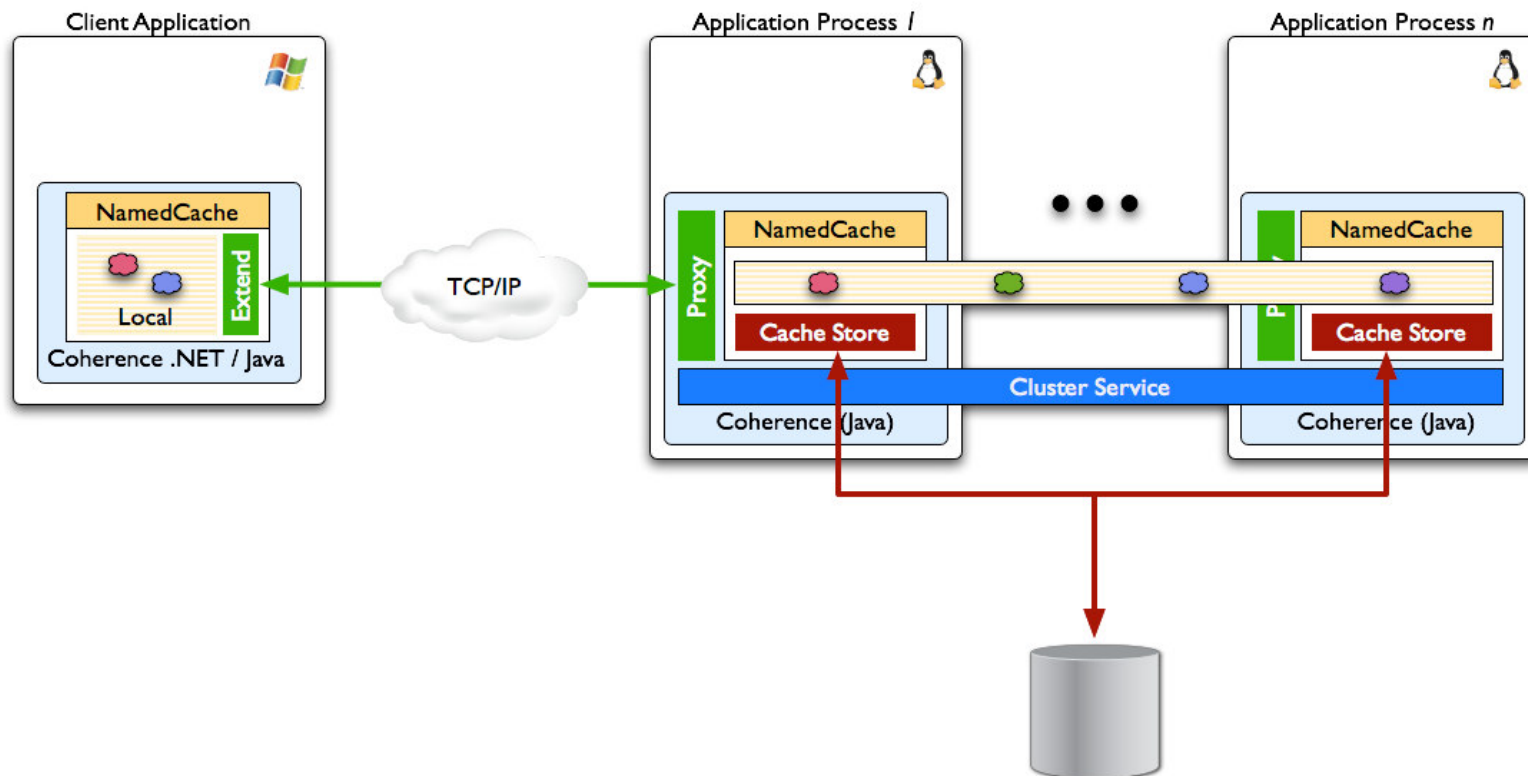 Client Application
NamedCache
Local
Extend
Coherence .NET / Java
TCP/IP
Application Process 1
Proxy
NamedCache
Cache Store
Coherence (Java)
Cluster Service
Application Process n
NamedCache
Cache Store
Coherence (Java)